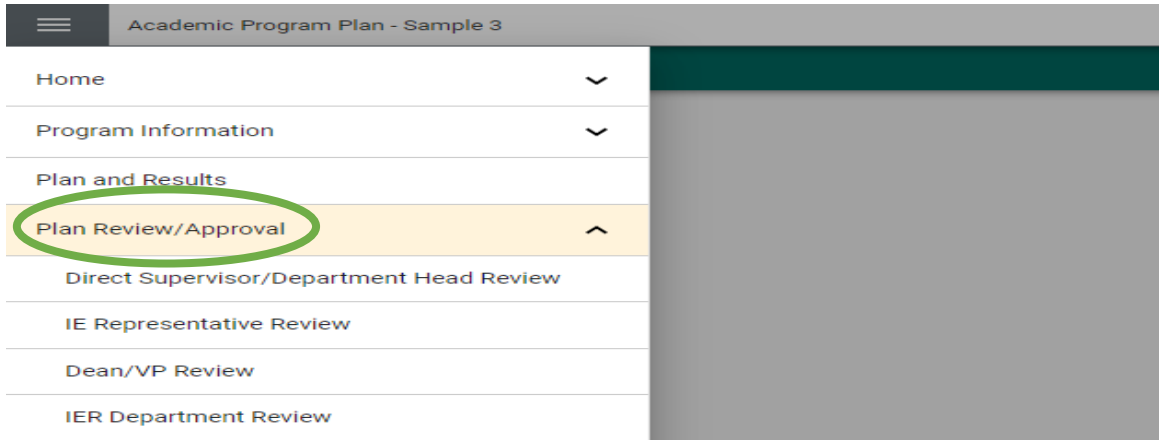 Academic Program Plan - Sample 3
Home
Program Information
Plan and Results
Plan Review/Approval
Direct Supervisor/Department Head Review
IE Representative Review
Dean/VP Review
IER Department Review